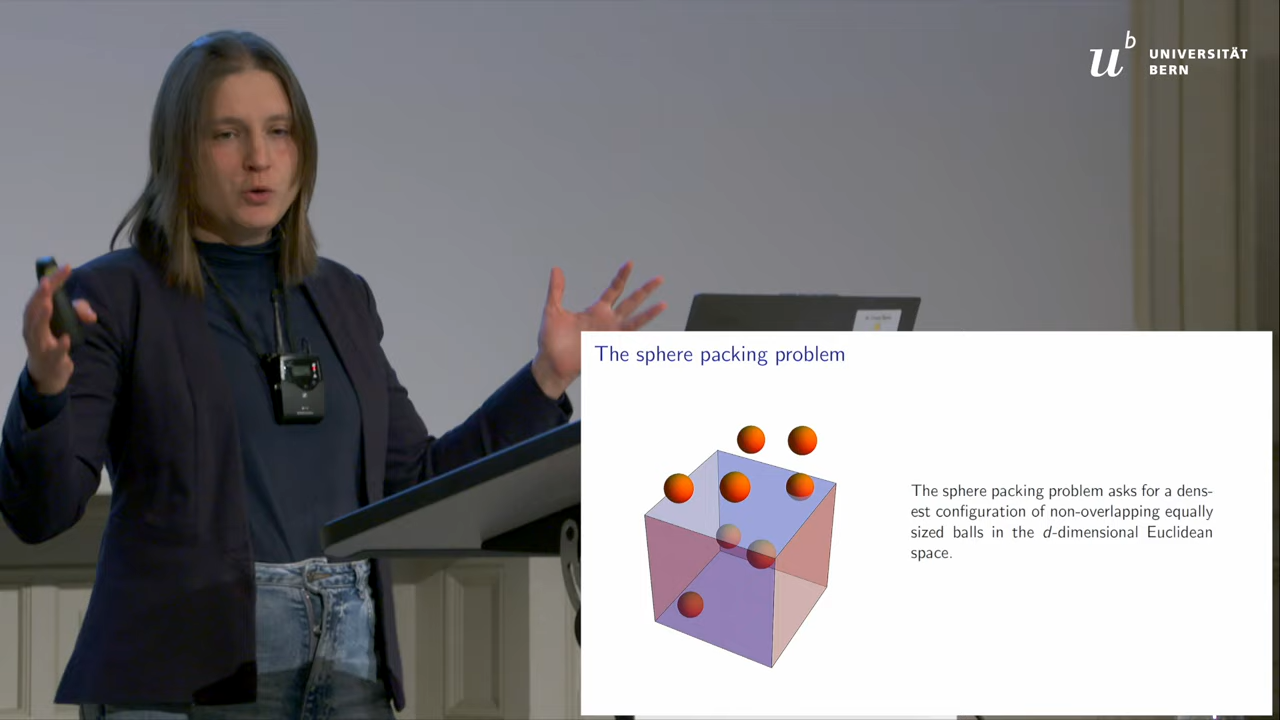 u^b UNIVERSITÄT
BERN
The sphere packing problem
The sphere packing problem asks for a dens-
est configuration of non-overlapping equally
sized balls in the d-dimensional Euclidean
space.